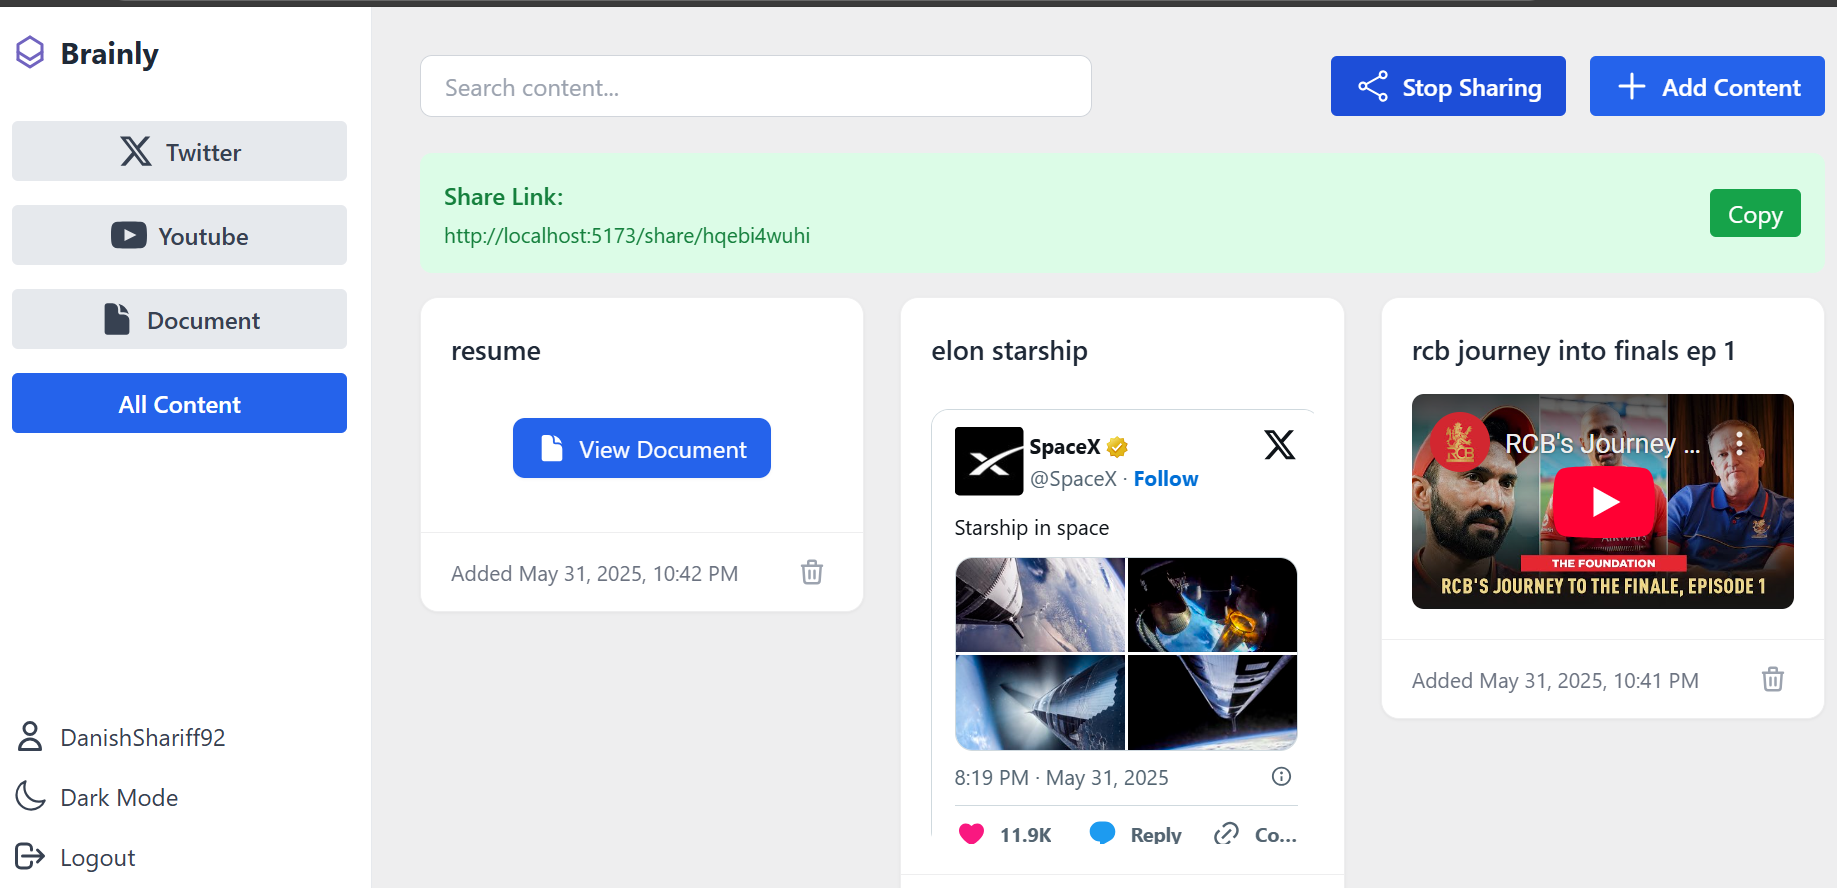 Brainly
Twitter
Youtube
Document
All Content
DanishShariff92
Dark Mode
Logout
Search content...
Stop Sharing
Add Content
Share Link:
http://localhost:5173/share/hqebi4wuhi
Copy
resume
View Document
Added May 31, 2025, 10:42 PM
elon starship
SpaceX
@SpaceX · Follow
Starship in space
8:19 PM · May 31, 2025
11.9K Reply Co...
rcb journey into finals ep 1
RCB
RCB's Journey ...
THE FOUNDATION
RCB'S JOURNEY TO THE FINALE, EPISODE 1
Added May 31, 2025, 10:41 PM